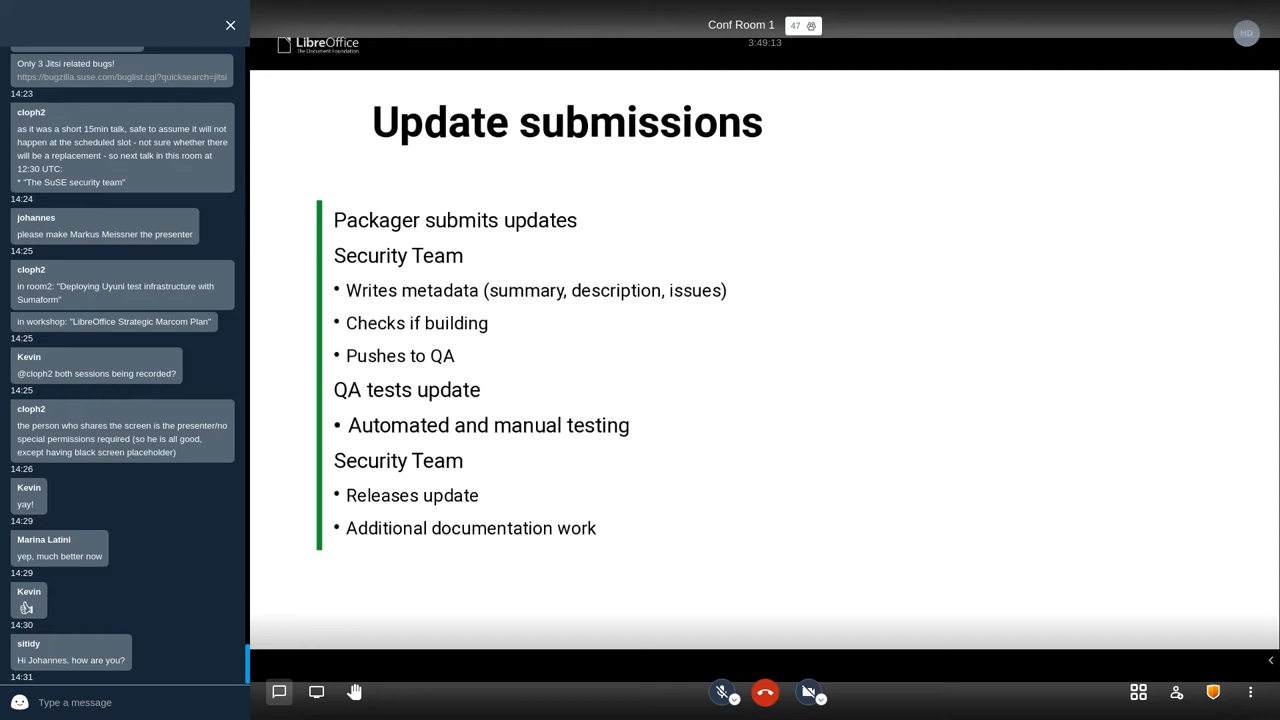 Only 3 Jitsi related bugs!
https://bugzilla.suse.com/buglist.cgi?quicksearch=jitsi
14:23
cloph2
as it was a short 15min talk, safe to assume it will not
happen at the scheduled slot - not sure whether there
will be a replacement - so next talk in this room at
12:30 UTC:
* "The SuSE security team"
14:24
johannes
please make Markus Meissner the presenter
14:25
cloph2
in room2: "Deploying Uyuni test infrastructure with
Sumaform"
in workshop: "LibreOffice Strategic Marcom Plan"
14:25
Kevin
@cloph2 both sessions being recorded?
14:25
cloph2
the person who shares the screen is the presenter/no
special permissions required (so he is all good,
except having black screen placeholder)
14:26
Kevin
yay!
14:29
Marina Latini
yep, much better now
14:29
Kevin
14:30
sitidy
Hi Johannes, how are you?
14:31
Type a message
Conf Room 1 47
3:49:13
HD
LibreOffice
The Document Foundation
Update submissions
Packager submits updates
Security Team
• Writes metadata (summary, description, issues)
• Checks if building
• Pushes to QA
QA tests update
• Automated and manual testing
Security Team
• Releases update
• Additional documentation work